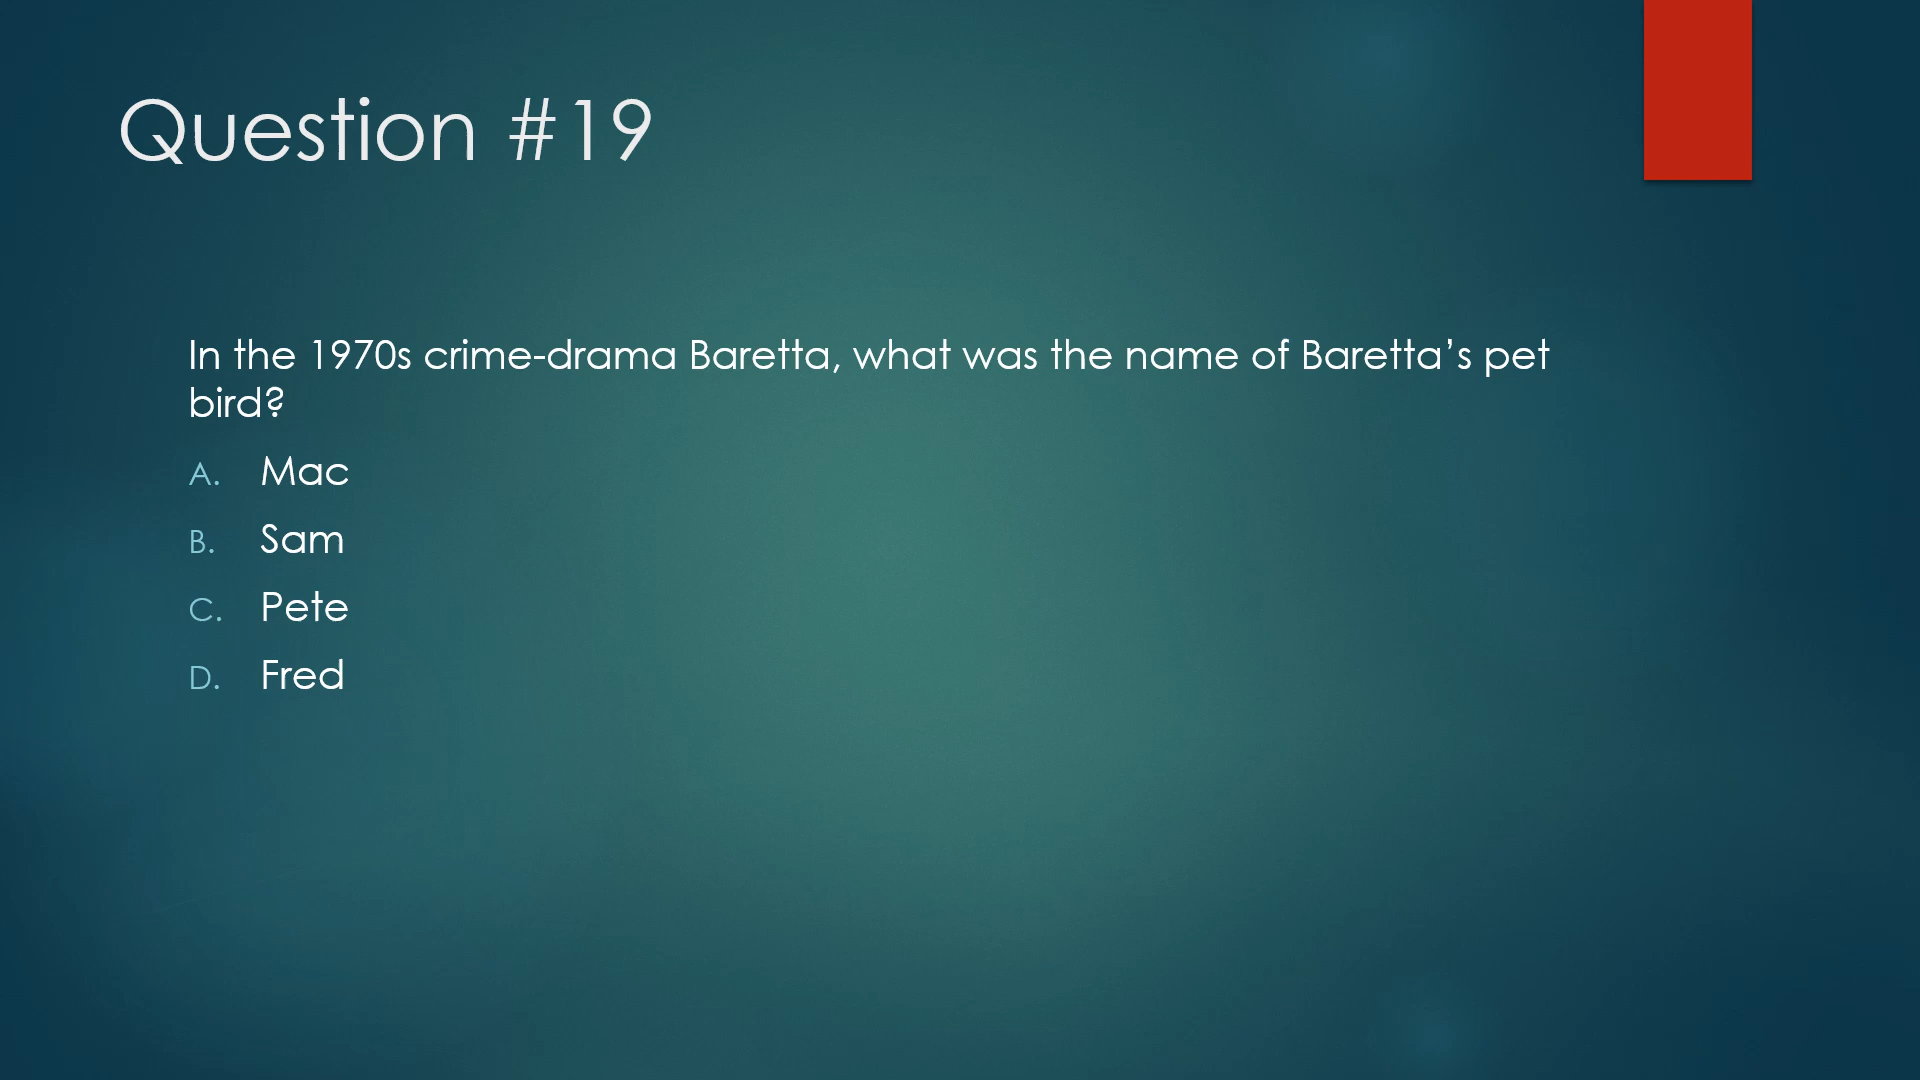 Question #19
In the 1970s crime-drama Baretta, what was the name of Baretta’s pet
bird?
A. Mac
B. Sam
C. Pete
D. Fred